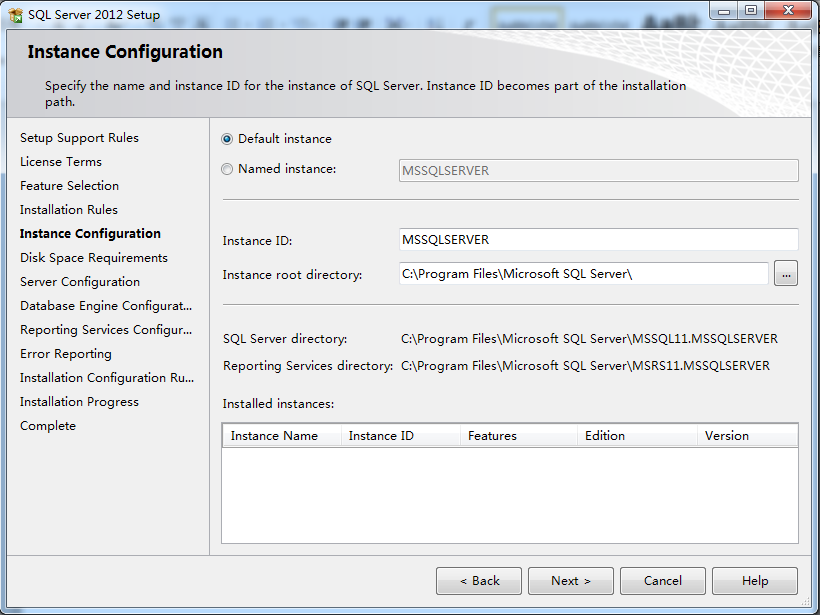 SQL Server 2012 Setup
Instance Configuration
Specify the name and instance ID for the instance of SQL Server. Instance ID becomes part of the installation
path.
Setup Support Rules
License Terms
Feature Selection
Installation Rules
Instance Configuration
Disk Space Requirements
Server Configuration
Database Engine Configurat...
Reporting Services Configur...
Error Reporting
Installation Configuration Ru...
Installation Progress
Complete
Default instance
Named instance: MSSQLSERVER
Instance ID: MSSQLSERVER
Instance root directory: C:\Program Files\Microsoft SQL Server\ ...
SQL Server directory: C:\Program Files\Microsoft SQL Server\MSSQL11.MSSQLSERVER
Reporting Services directory: C:\Program Files\Microsoft SQL Server\MSRS11.MSSQLSERVER
Installed instances:
Instance Name Instance ID Features Edition Version
< Back Next > Cancel Help